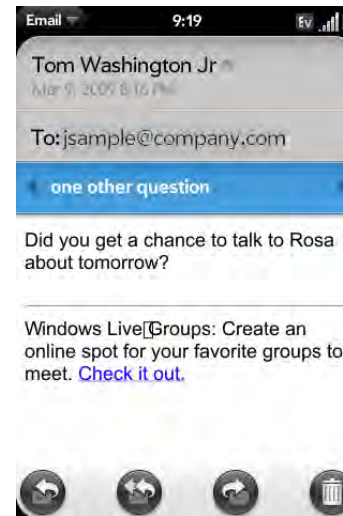 Email 9:19 Ev
Tom Washington Jr
Mar 9, 2009 8:16 PM
To: jsample@company.com
one other question
Did you get a chance to talk to Rosa
about tomorrow?
Windows Live Groups: Create an
online spot for your favorite groups to
meet. Check it out.